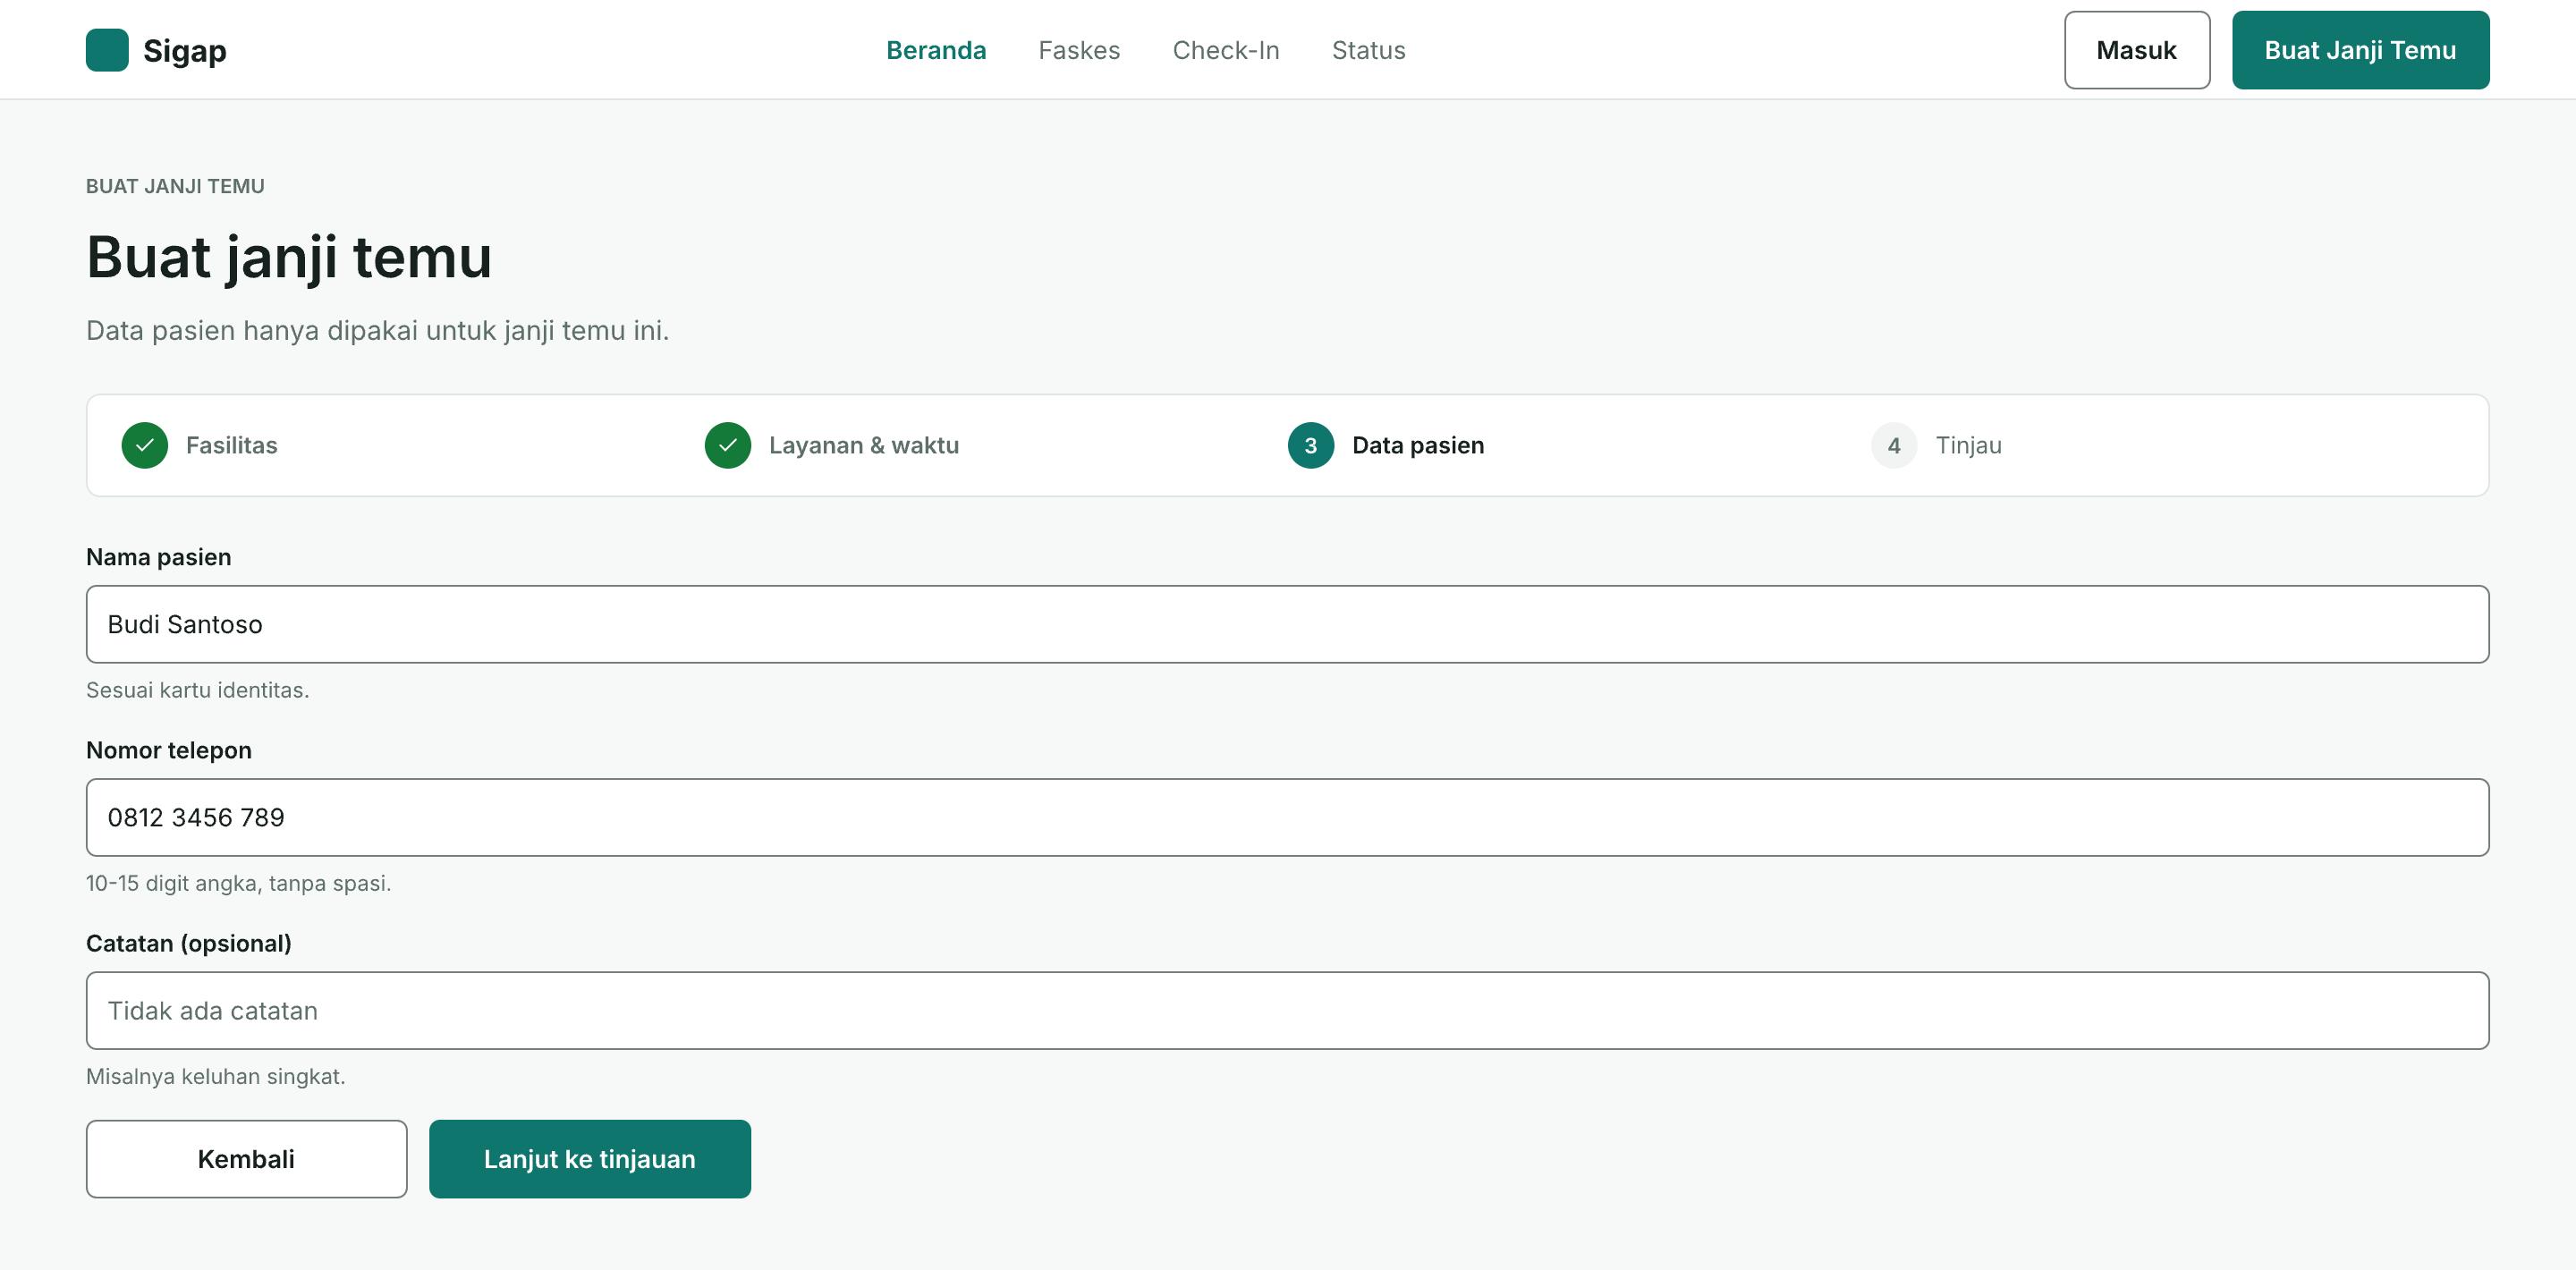 Sigap
Beranda
Faskes
Check-In
Status
Masuk
Buat Janji Temu
BUAT JANJI TEMU
Buat janji temu
Data pasien hanya dipakai untuk janji temu ini.
Fasilitas
Layanan & waktu
3 Data pasien
4 Tinjau
Nama pasien
Budi Santoso
Sesuai kartu identitas.
Nomor telepon
0812 3456 789
10-15 digit angka, tanpa spasi.
Catatan (opsional)
Tidak ada catatan
Misalnya keluhan singkat.
Kembali
Lanjut ke tinjauan